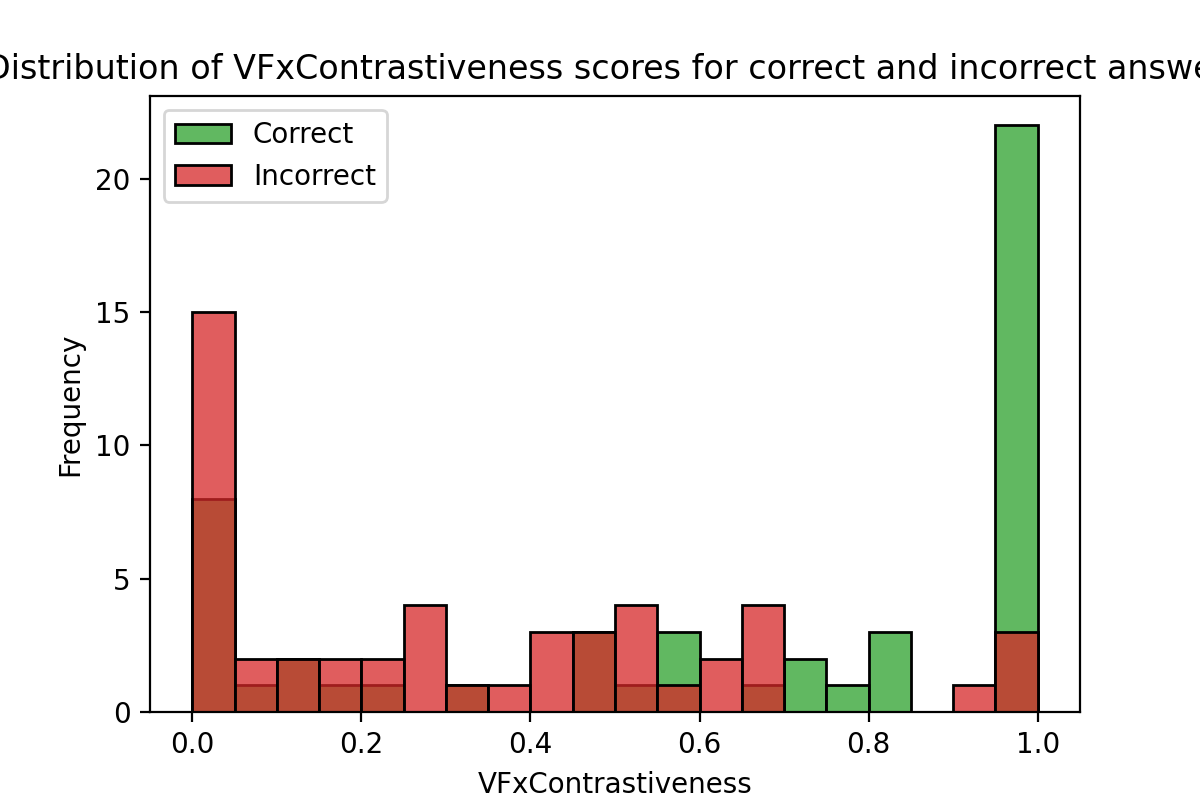 Distribution of VFxContrastiveness scores for correct and incorrect answe
Correct
Incorrect
Frequency
20
15
10
5
0
0.0 0.2 0.4 0.6 0.8 1.0
VFxContrastiveness